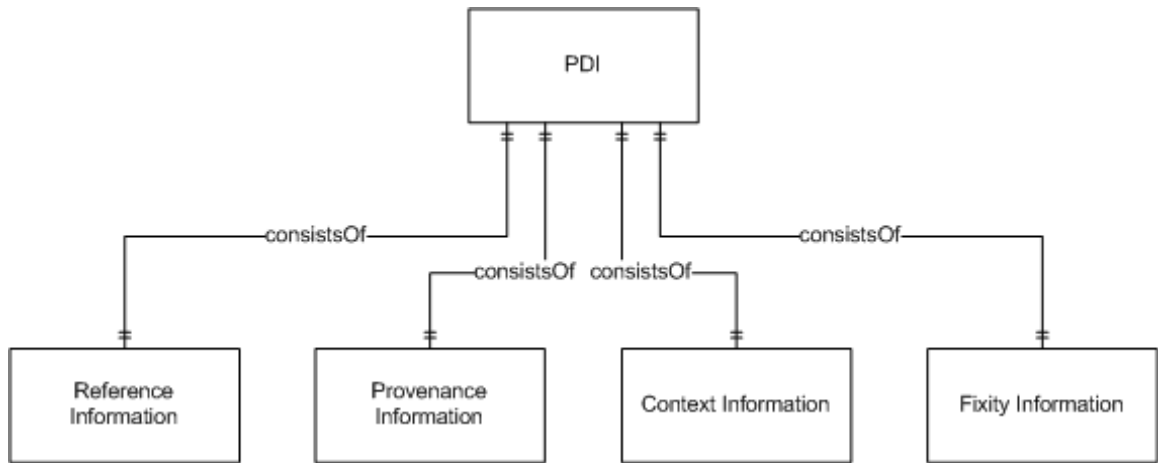 PDI
consistsOf
consistsOf
consistsOf
consistsOf
Reference
Information
Provenance
Information
Context Information
Fixity Information